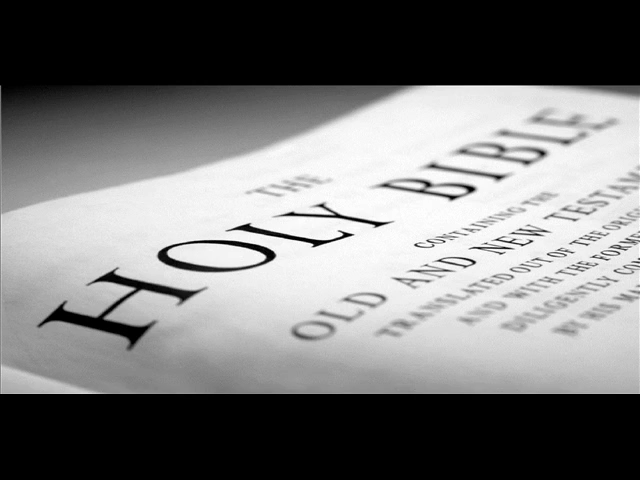 THE
HOLY BIBLE
CONTAINING THE
OLD AND NEW
TRANSLATED OUT OF THE
AND WITH THE
DILIGENTLY
BY HIS